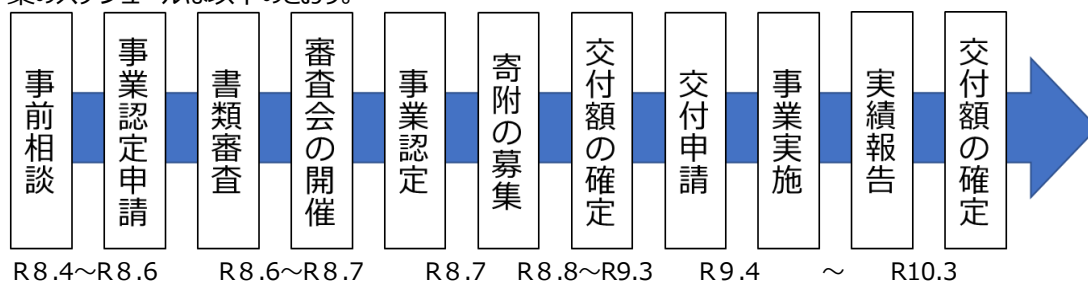 業のスケジュールは以下のとおり。
事前相談
事業認定申請
書類審査
審査会の開催
事業認定
寄附の募集
交付額の確定
交付申請
事業実施
実績報告
交付額の確定
R8.4～R8.6 R8.6～R8.7 R8.7 R8.8～R9.3 R9.4 ～ R10.3